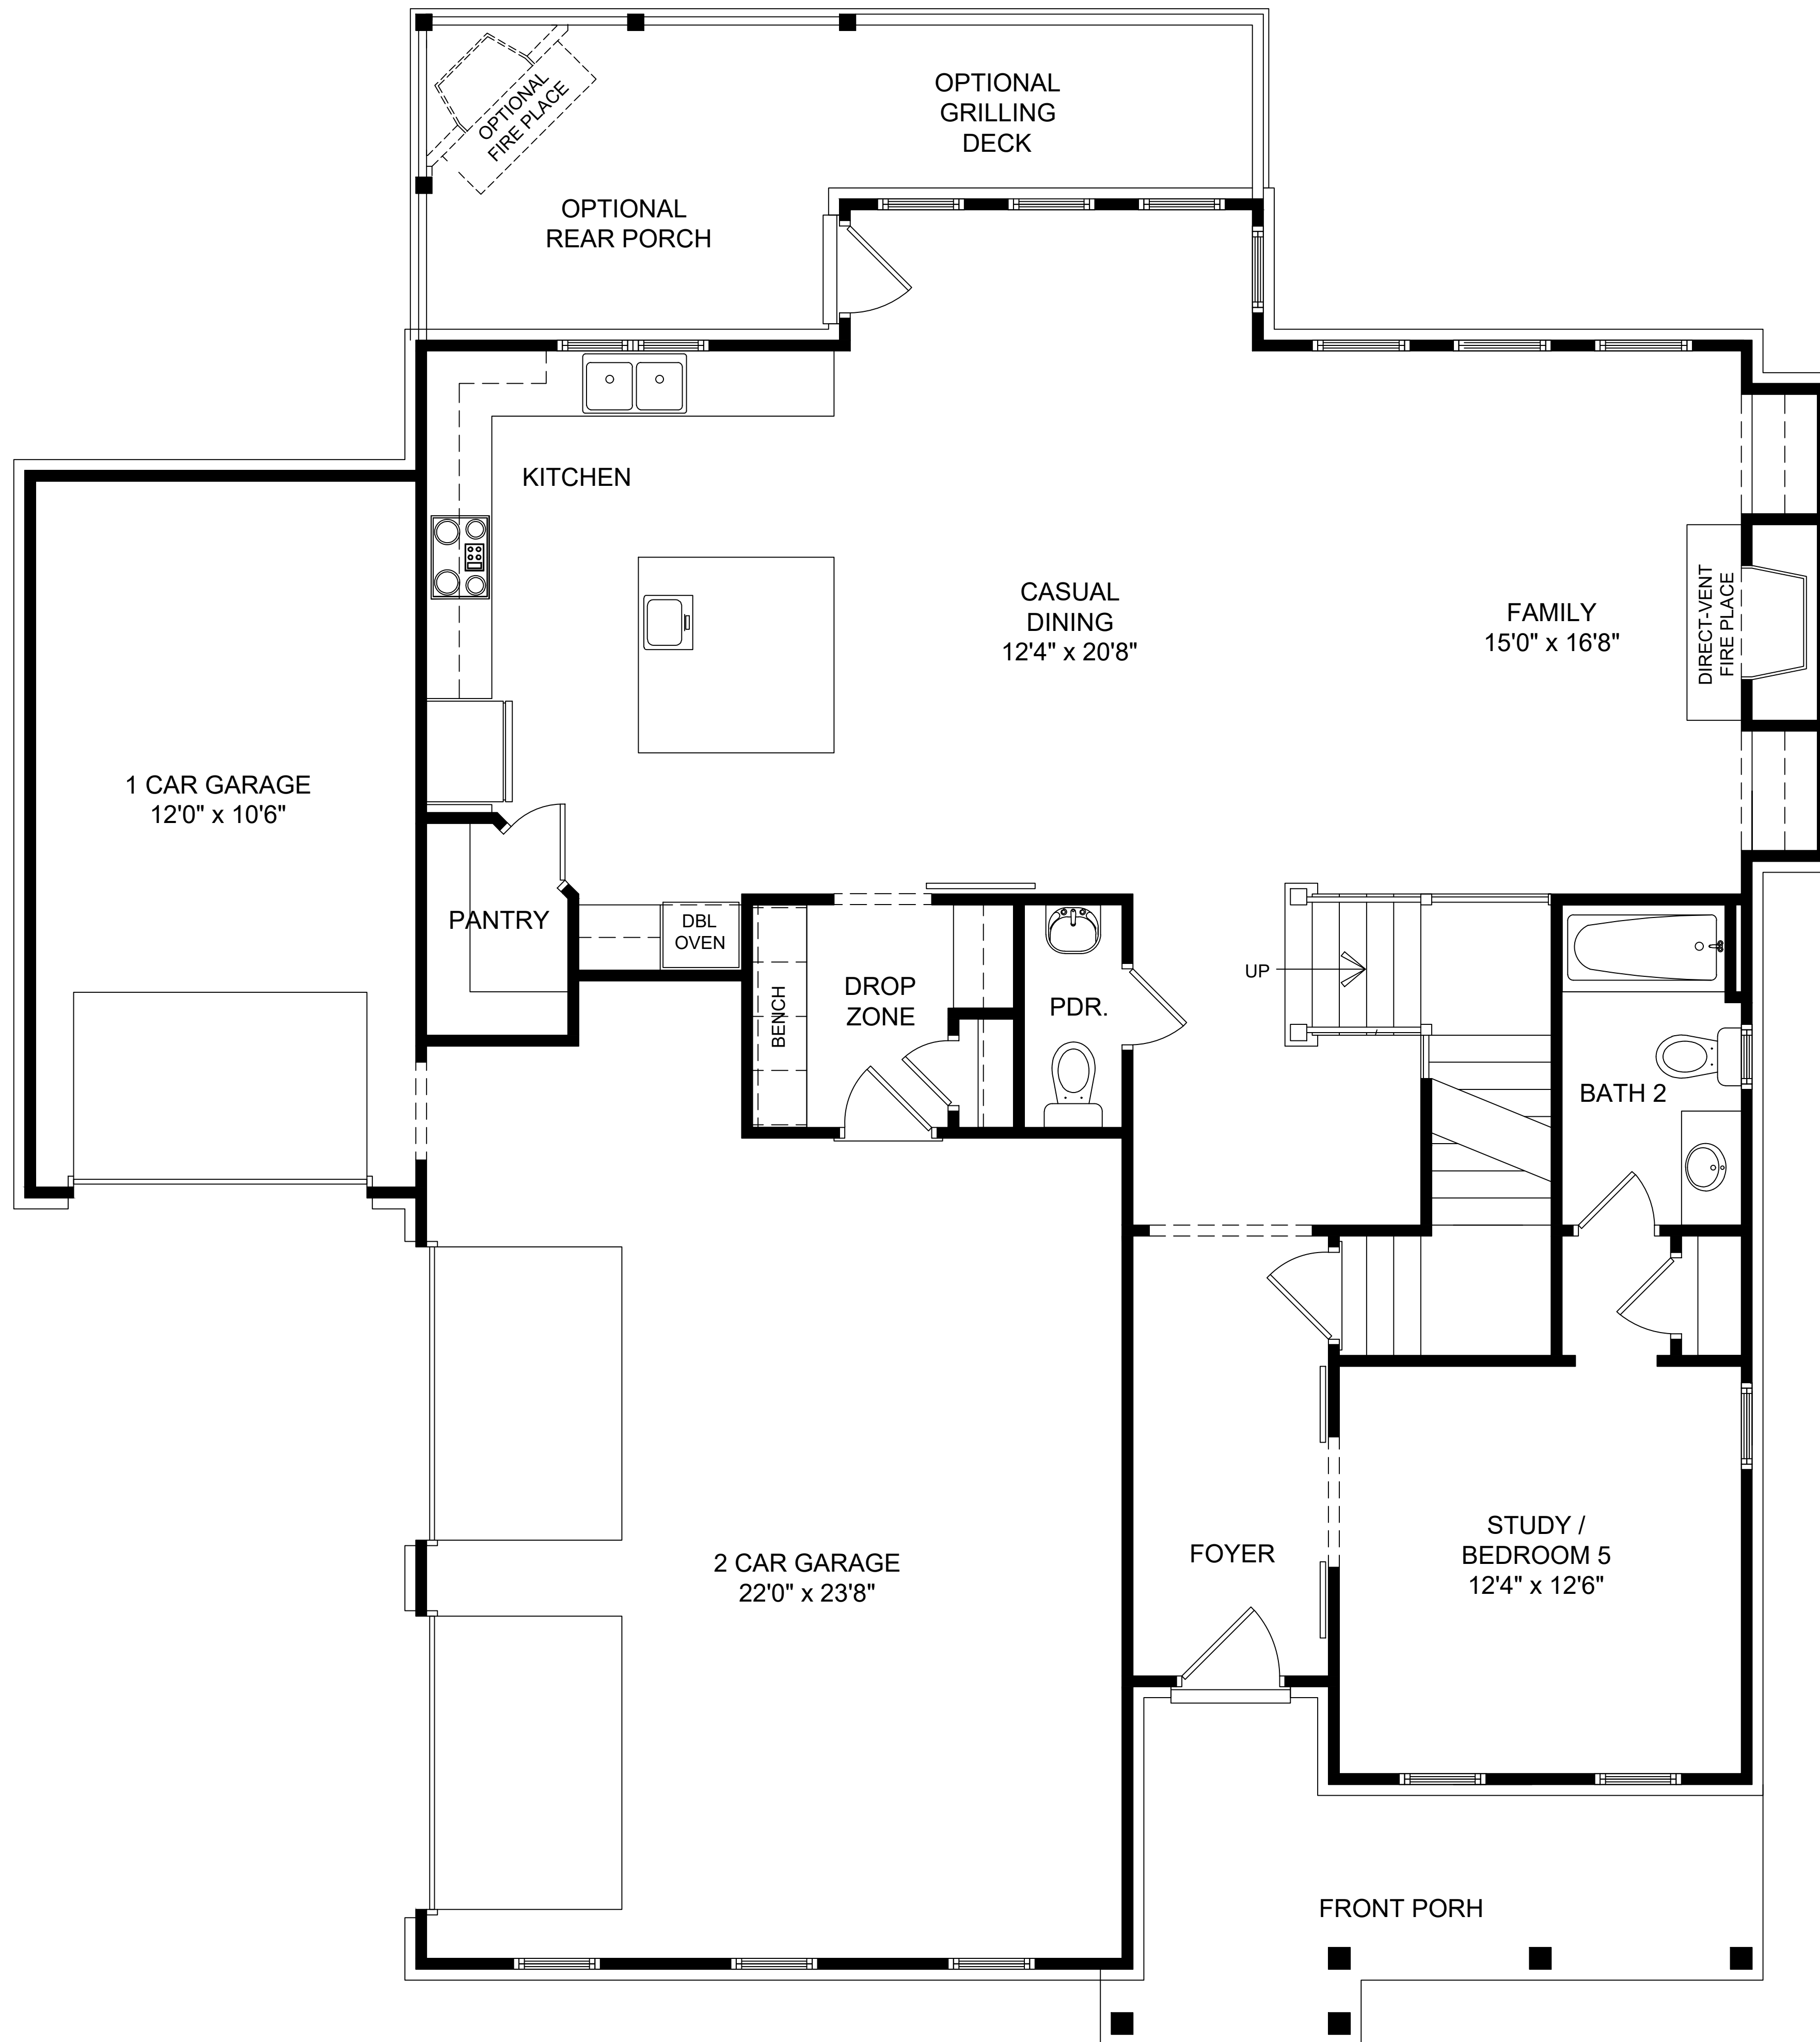 OPTIONAL
FIRE PLACE
OPTIONAL
GRILLING
DECK
OPTIONAL
REAR PORCH
KITCHEN
CASUAL
DINING
12'4" x 20'8"
FAMILY
15'0" x 16'8"
DIRECT-VENT
FIRE PLACE
1 CAR GARAGE
12'0" x 10'6"
PANTRY
DBL
OVEN
BENCH
DROP
ZONE
PDR.
UP
BATH 2
2 CAR GARAGE
22'0" x 23'8"
FOYER
STUDY /
BEDROOM 5
12'4" x 12'6"
FRONT PORH